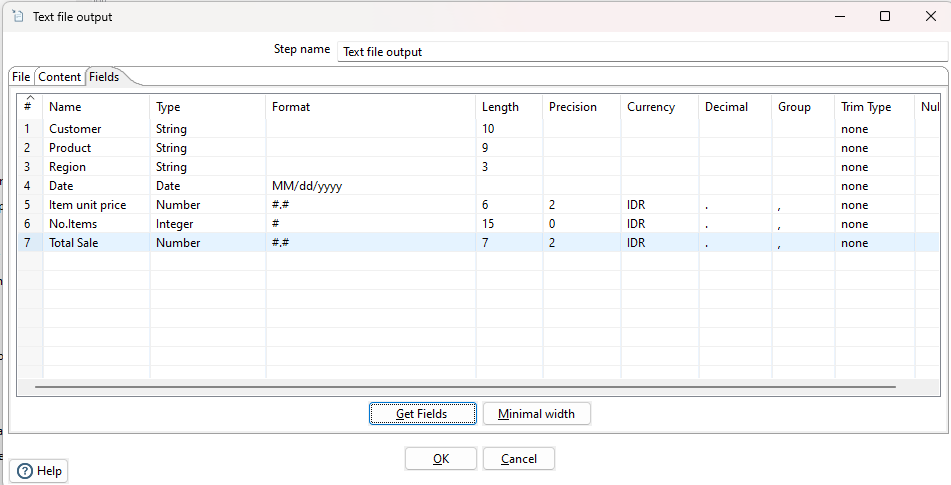 Text file output
Step name Text file output
File Content Fields
# Name Type Format Length Precision Currency Decimal Group Trim Type Nul
1 Customer String 10 none
2 Product String 9 none
3 Region String 3 none
4 Date Date MM/dd/yyyy none
5 Item unit price Number #.# 6 2 IDR . , none
6 No.Items Integer # 15 0 IDR . , none
7 Total Sale Number #.# 7 2 IDR . , none
Get Fields Minimal width
OK Cancel
Help